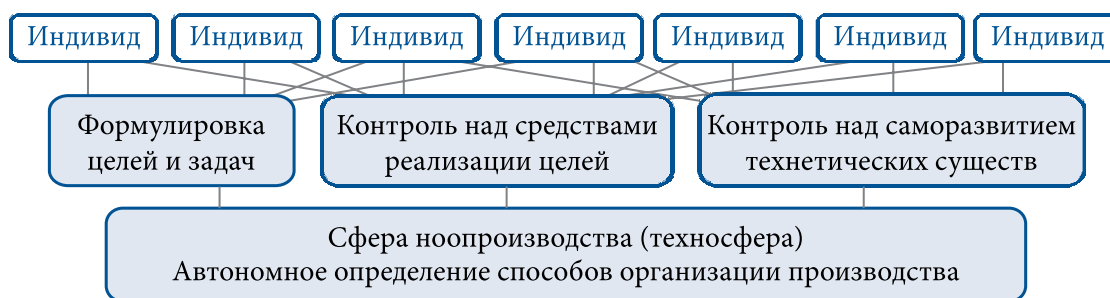 Индивид Индивид Индивид Индивид Индивид Индивид Индивид
Формулировка
целей и задач
Контроль над средствами
реализации целей
Контроль над саморазвитием
технетических существ
Сфера ноопроизводства (техносфера)
Автономное определение способов организации производства